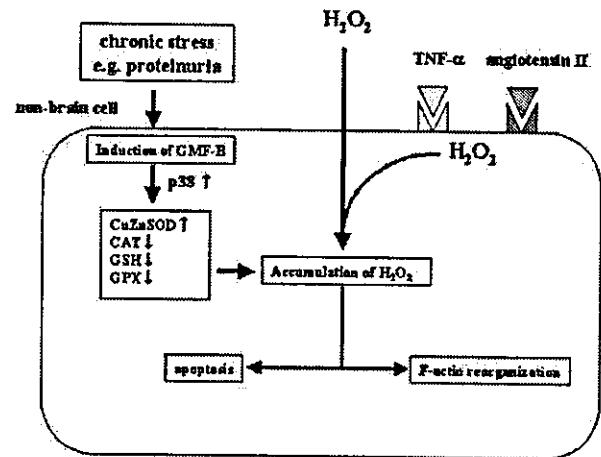 chronic stress
e.g. proteinuria
H₂O₂
TNF-α
angiotensin II
non-brain cell
Induction of GMF-B
p38 ↑
H₂O₂
CuZnSOD ↑
CAT ↓
GSH ↓
GPX ↓
Accumulation of H₂O₂
apoptosis
F-actin reorganization